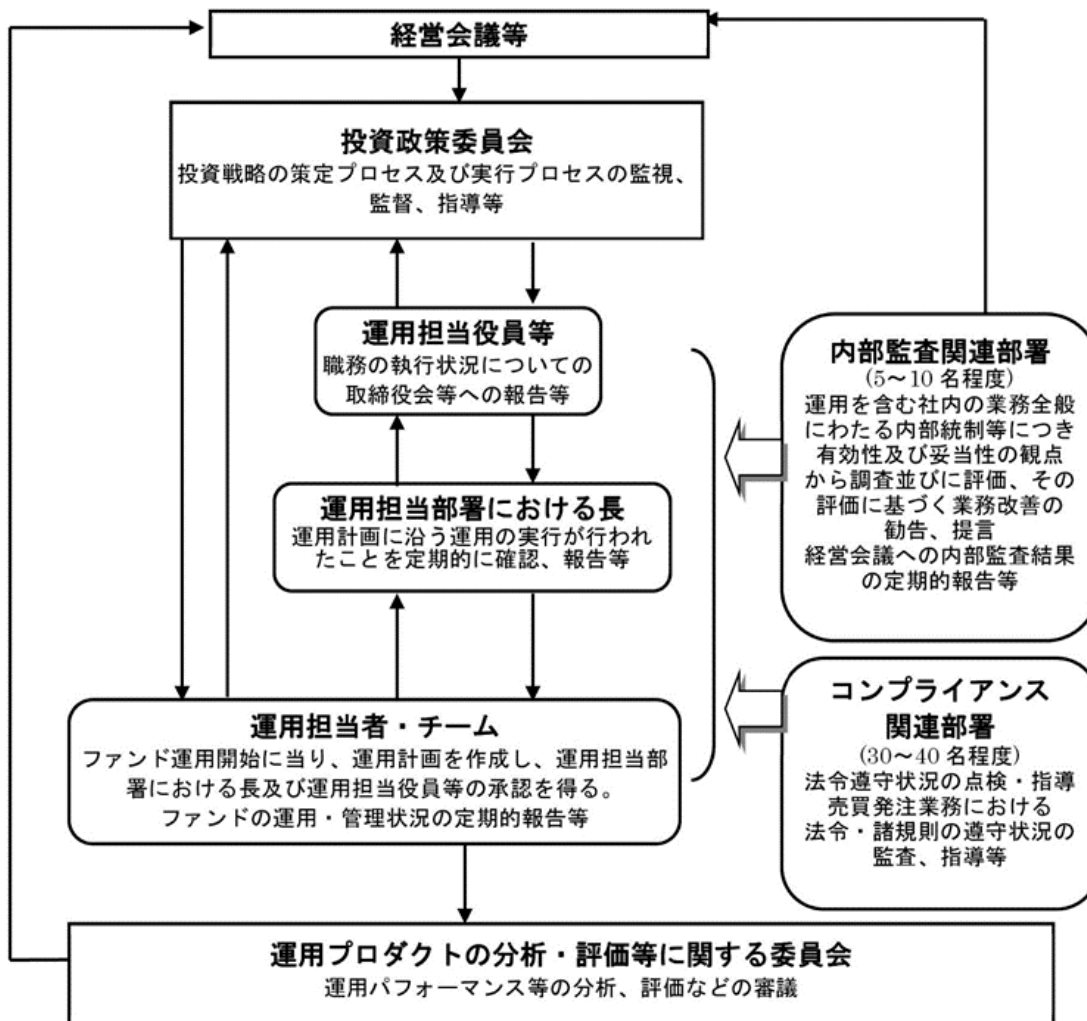 経営会議等
投資政策委員会
投資戦略の策定プロセス及び実行プロセスの監視、
監督、指導等
運用担当役員等
職務の執行状況についての
取締役会等への報告等
運用担当部署における長
運用計画に沿う運用の実行が行われ
たことを定期的に確認、報告等
運用担当者・チーム
ファンド運用開始に当り、運用計画を作成し、運用担当部
署における長及び運用担当役員等の承認を得る。
ファンドの運用・管理状況の定期的報告等
内部監査関連部署
(5～10 名程度)
運用を含む社内の業務全般
にわたる内部統制等につき
有効性及び妥当性の観点
から調査並びに評価、その
評価に基づく業務改善の
勧告、提言
経営会議への内部監査結果
の定期的報告等
コンプライアンス
関連部署
(30～40 名程度)
法令遵守状況の点検・指導
売買発注業務における
法令・諸規則の遵守状況の
監査、指導等
運用プロダクトの分析・評価等に関する委員会
運用パフォーマンス等の分析、評価などの審議